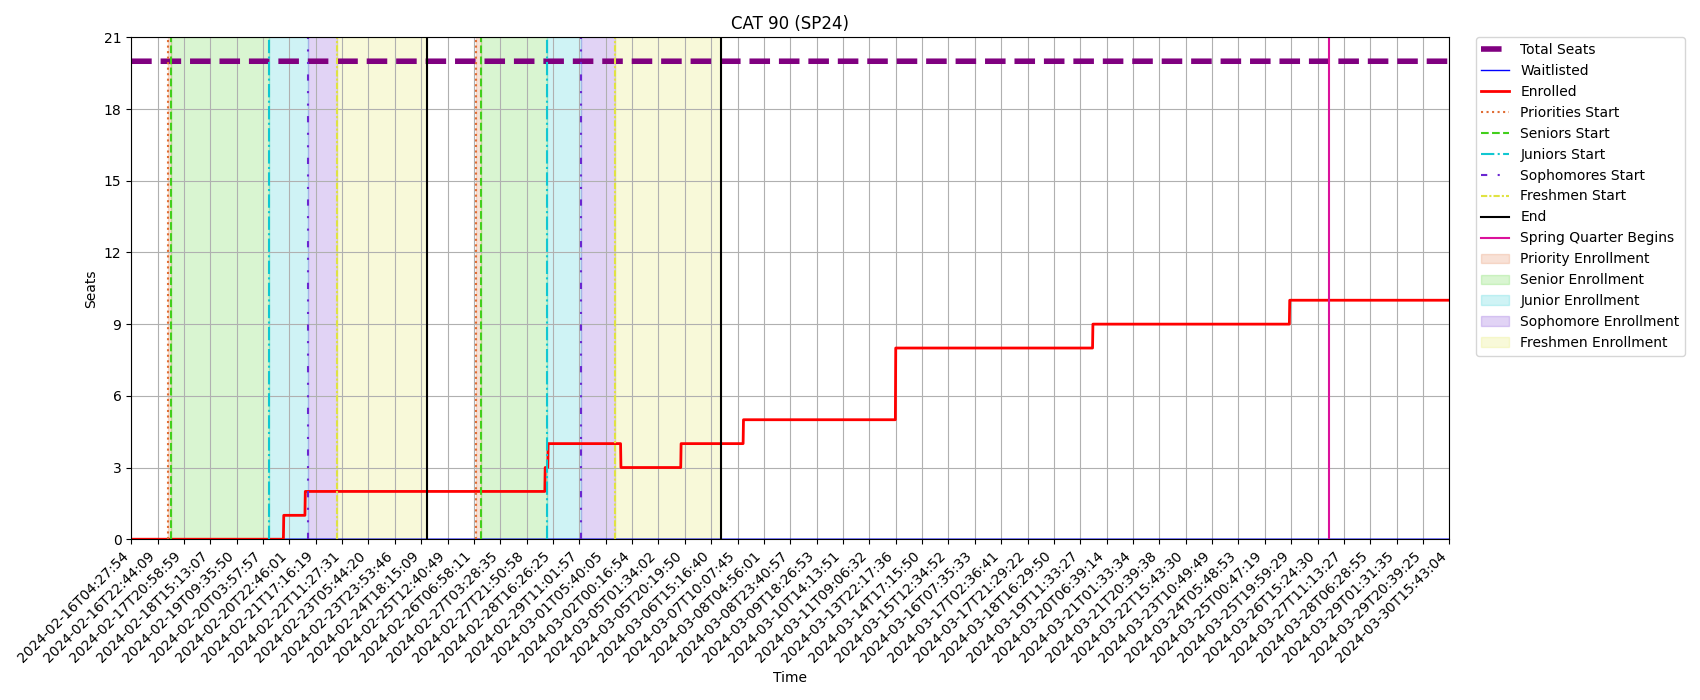 CAT 90 (SP24)
21
18
15
12
9
6
3
0
Seats
Total Seats
Waitlisted
Enrolled
Priorities Start
Seniors Start
Juniors Start
Sophomores Start
Freshmen Start
End
Spring Quarter Begins
Priority Enrollment
Senior Enrollment
Junior Enrollment
Sophomore Enrollment
Freshmen Enrollment
2024-02-16T04:27:54
2024-02-16T22:44:09
2024-02-17T20:58:59
2024-02-18T15:13:07
2024-02-19T09:35:50
2024-02-20T03:57:57
2024-02-20T22:46:01
2024-02-21T17:16:19
2024-02-22T11:27:31
2024-02-23T05:44:20
2024-02-23T23:53:46
2024-02-24T18:15:09
2024-02-25T12:40:49
2024-02-26T06:58:11
2024-02-27T03:28:35
2024-02-27T21:50:58
2024-02-28T16:26:25
2024-02-29T11:01:57
2024-03-01T05:40:05
2024-03-02T00:16:54
2024-03-05T01:34:02
2024-03-05T20:19:50
2024-03-06T15:16:40
2024-03-07T10:07:45
2024-03-08T04:56:01
2024-03-08T23:40:57
2024-03-09T18:26:53
2024-03-10T14:13:51
2024-03-11T09:06:32
2024-03-13T22:17:36
2024-03-14T17:15:50
2024-03-15T12:34:52
2024-03-16T07:35:33
2024-03-17T02:36:41
2024-03-17T21:29:22
2024-03-18T16:29:50
2024-03-19T11:33:27
2024-03-20T06:39:14
2024-03-21T01:33:34
2024-03-21T20:39:38
2024-03-22T15:43:30
2024-03-23T10:49:49
2024-03-24T05:48:53
2024-03-25T00:47:19
2024-03-25T19:59:29
2024-03-26T15:24:30
2024-03-27T11:13:27
2024-03-28T06:28:55
2024-03-29T01:31:35
2024-03-29T20:39:25
2024-03-30T15:43:04
Time